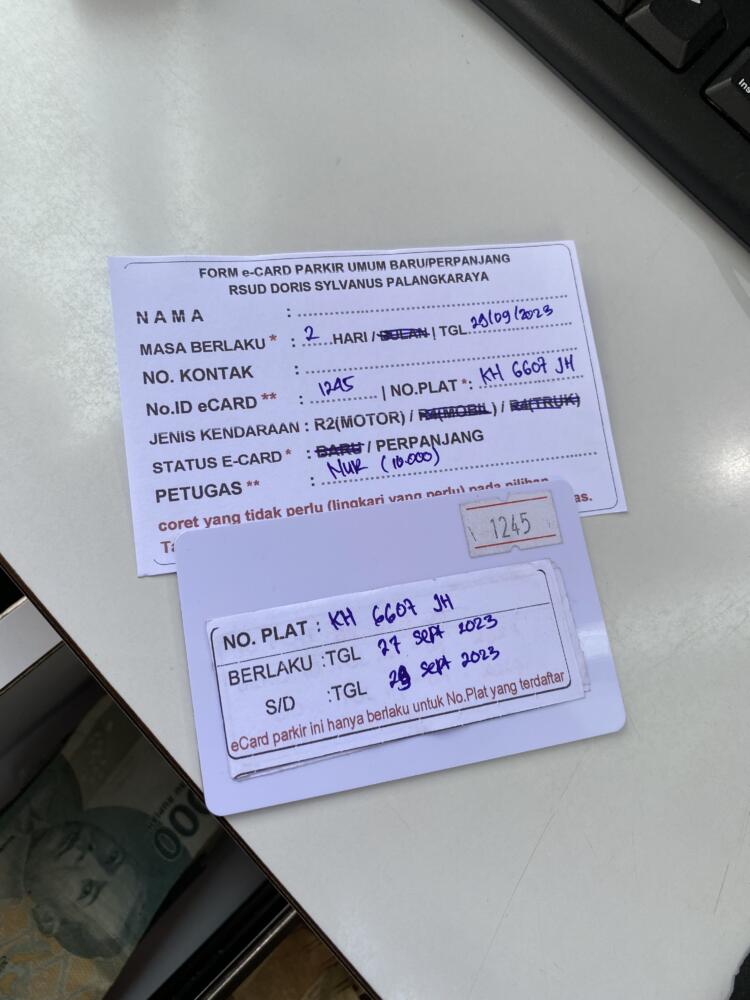 FORM e-CARD PARKIR UMUM BARU/PERPANJANG
RSUD DORIS SYLVANUS PALANGKARAYA
NAMA :
MASA BERLAKU * : 2 HARI / BULAN | TGL 29/09/2023
NO. KONTAK :
No.ID eCARD ** : 1245 | NO.PLAT *: KH 6607 JH
JENIS KENDARAAN : R2(MOTOR) / R4(MOBIL) / R4(TRUK)
STATUS E-CARD * : BARU / PERPANJANG
PETUGAS ** : NUR (10.000)
coret yang tidak perlu (lingkari yang perlu) pada pilihan
1245
NO. PLAT : KH 6607 JH
BERLAKU :TGL 27 sept 2023
S/D :TGL 29 sept 2023
eCard parkir ini hanya berlaku untuk No.Plat yang terdaftar
000
Ins